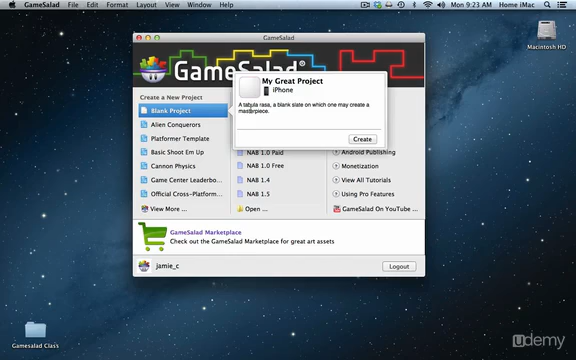 GameSalad File Edit Format Layout View Window Help
Mon 9:23 AM Home iMac
Macintosh HD
GameSalad
GameSalad®
My Great Project
iPhone
A tabula rasa, a blank slate on which one may create a
masterpiece.
Create
Create a New Project
Blank Project
Alien Conquerors
Platformer Template
Basic Shoot Em Up
Cannon Physics
Game Center Leaderbo...
Official Cross-Platform...
View More ...
NAB 1.0 Paid
NAB 1.0 Free
NAB 1.4
NAB 1.5
Open ...
Android Publishing
Monetization
View All Tutorials
Using Pro Features
GameSalad On YouTube ...
GameSalad Marketplace
Check out the GameSalad Marketplace for great art assets
jamie_c
Logout
Gamesalad Class
udemy